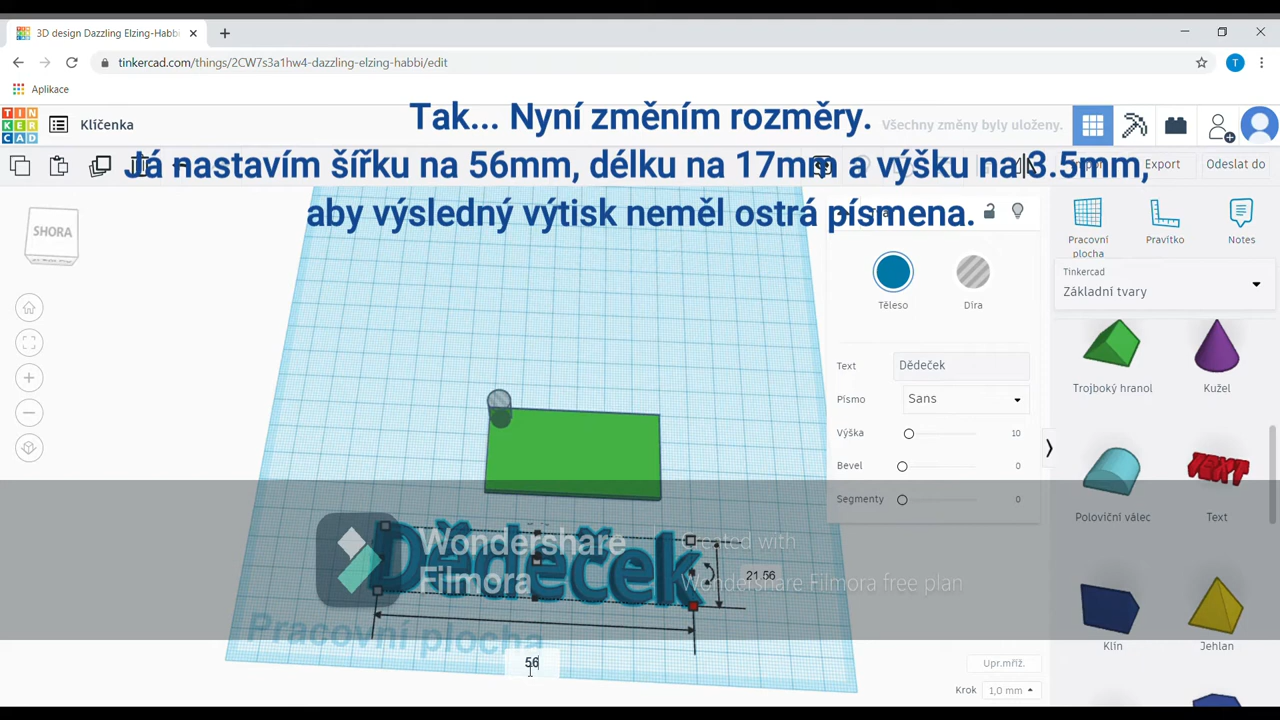 3D design Dazzling Elzing-Habbi
tinkercad.com/things/2CW7s3a1hw4-dazzling-elzing-habbi/edit
T
Aplikace
Tak... Nyní změním rozměry.
TINKERCAD
Klíčenka
Všechny změny byly uloženy.
Já nastavím šířku na 56mm, délku na 17mm a výšku na 3.5mm,
Export
Odeslat do
aby výsledný výtisk neměl ostrá písmena.
SHORA
Pracovní plocha
Pravítko
Notes
Těleso
Díra
Tinkercad
Základní tvary
Text
Dědeček
Trojboký hranol
Kužel
Písmo
Sans
Výška
10
Bevel
0
Segmenty
0
TEXT
Poloviční válec
Text
Dědeček
Wondershare
Filmora
Created with
Wondershare Filmora free plan
21.56
Pracovní plocha
56
Klín
Jehlan
Upr.mříž.
Krok
1,0 mm